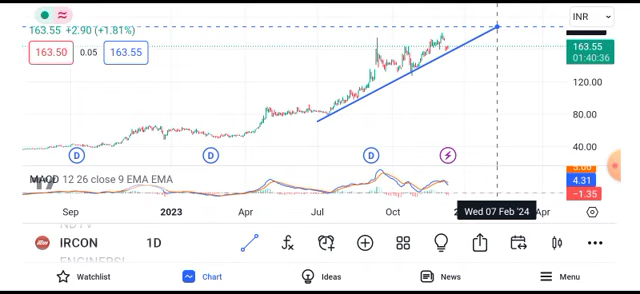 INR
163.55 +2.90 (+1.81%)
163.50 0.05 163.55
163.55
01:40:36
120.00
80.00
40.00
D D D
MACD 12 26 close 9 EMA EMA
4.31
−1.35
Sep 2023 Apr Jul Oct Wed 07 Feb '24 Apr
IRCON 1D
Watchlist Chart Ideas News Menu